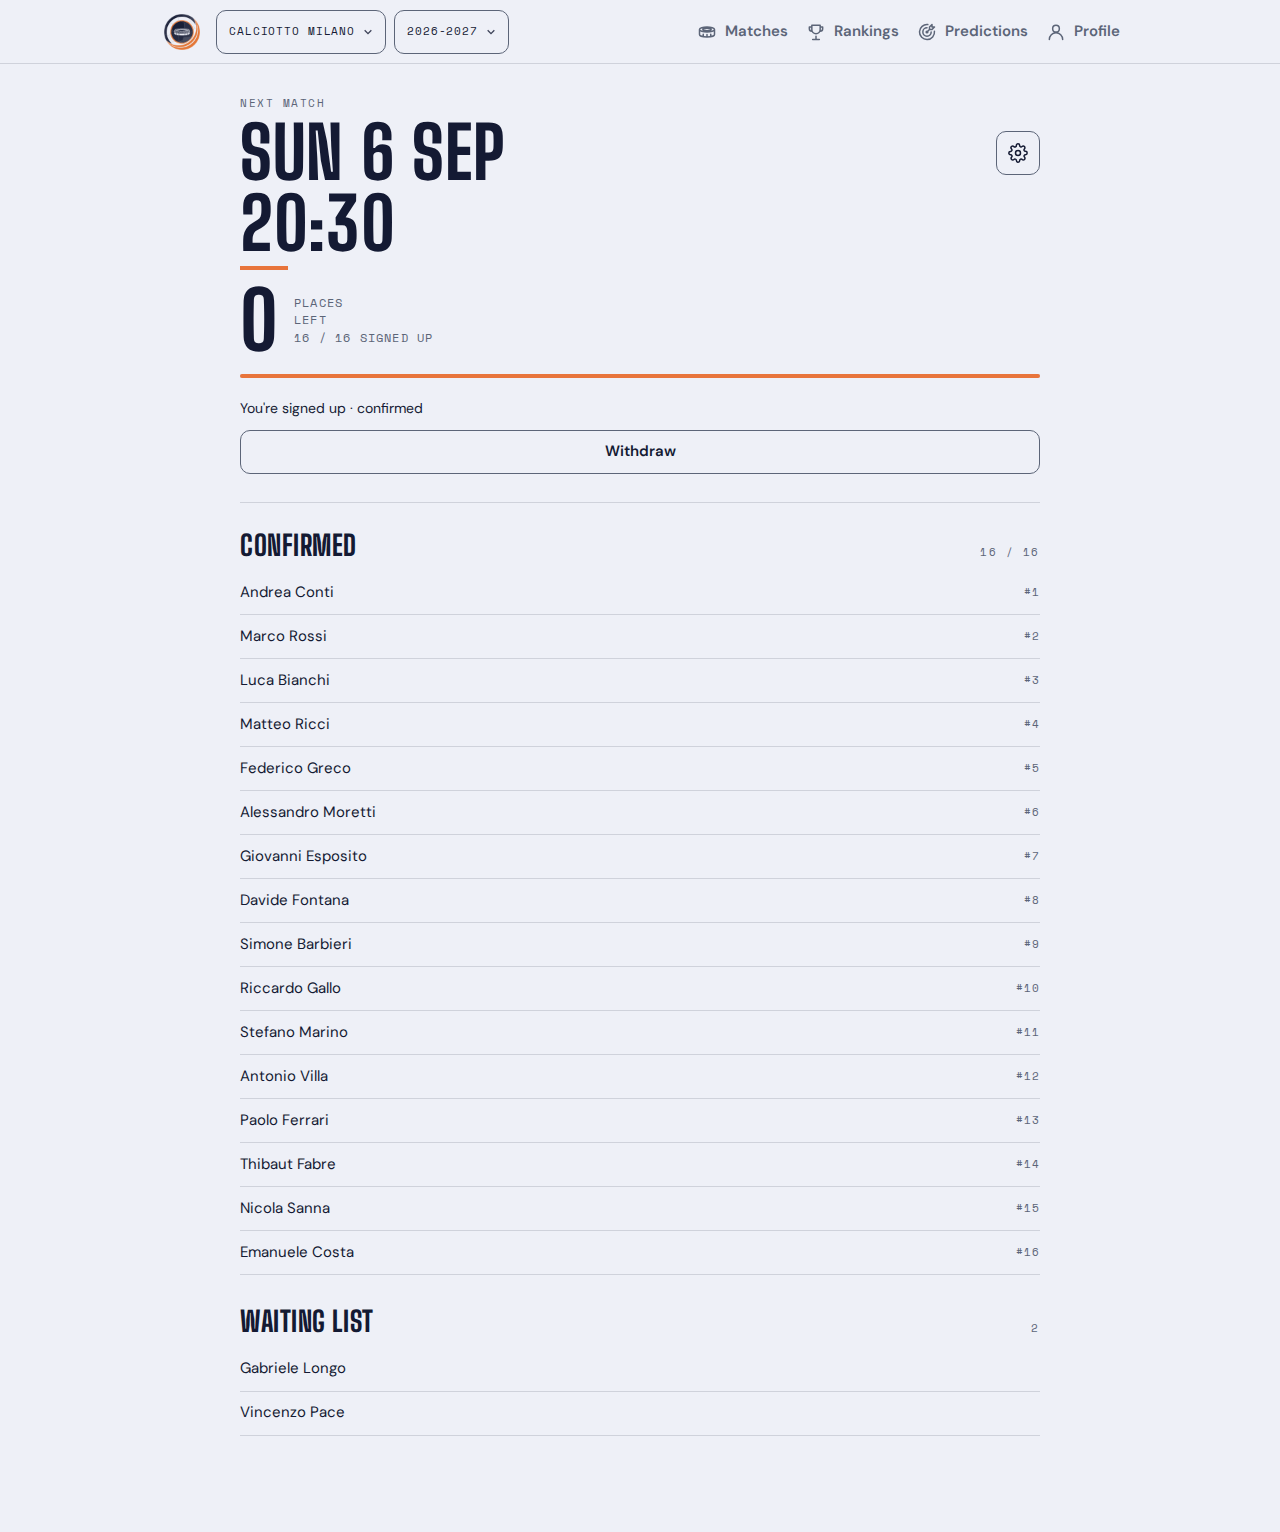 CALCIOTTO MILANO
2026-2027
Matches
Rankings
Predictions
Profile
NEXT MATCH
SUN 6 SEP
20:30
0
PLACES
LEFT
16 / 16 SIGNED UP
You're signed up · confirmed
Withdraw
CONFIRMED
16 / 16
Andrea Conti #1
Marco Rossi #2
Luca Bianchi #3
Matteo Ricci #4
Federico Greco #5
Alessandro Moretti #6
Giovanni Esposito #7
Davide Fontana #8
Simone Barbieri #9
Riccardo Gallo #10
Stefano Marino #11
Antonio Villa #12
Paolo Ferrari #13
Thibaut Fabre #14
Nicola Sanna #15
Emanuele Costa #16
WAITING LIST
2
Gabriele Longo
Vincenzo Pace